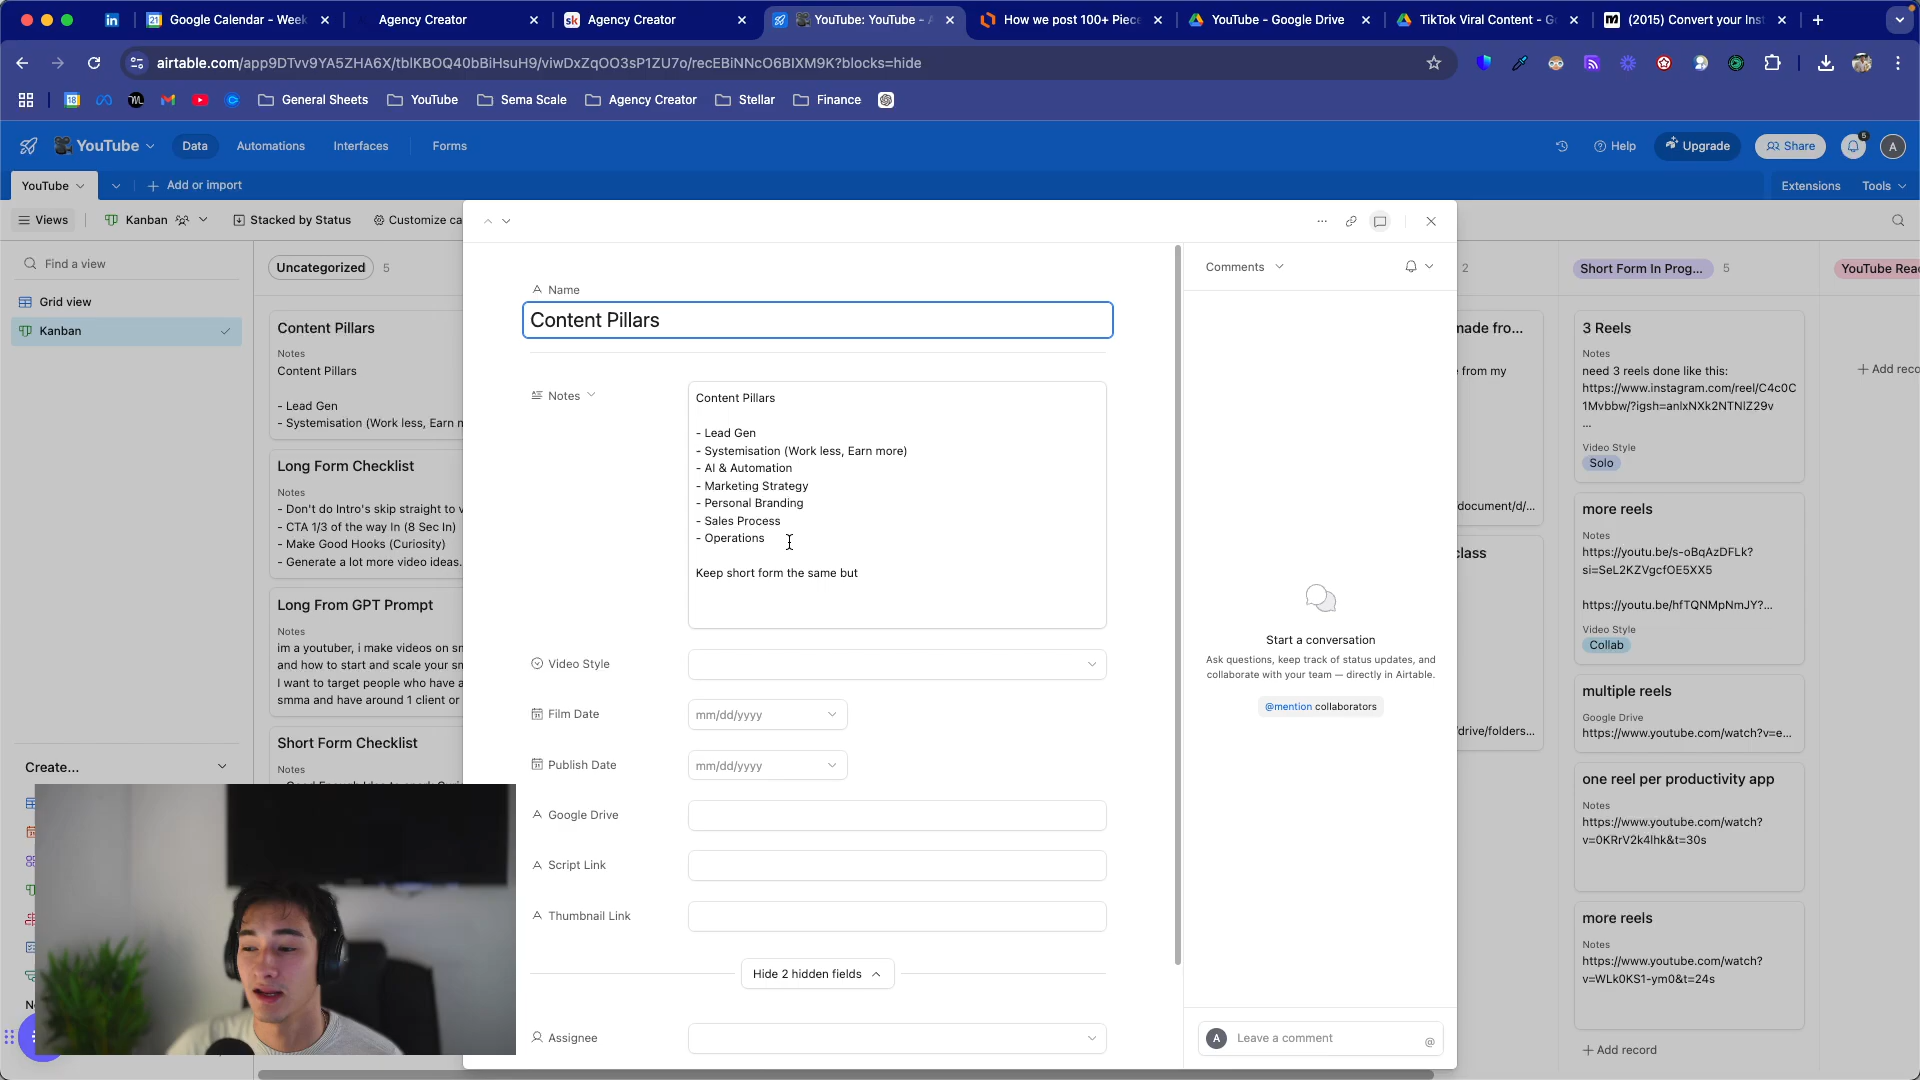 Google Calendar - Week
Agency Creator
Agency Creator
YouTube: YouTube - A
How we post 100+ Piece
YouTube - Google Drive
TikTok Viral Content - Go
(2015) Convert your Inst
airtable.com/app9DTvv9YA5ZHA6X/tblKBOQ40bBiHsuH9/viwDxZqOO3sP1ZU7o/recEBiNNcO6BIXM9K?blocks=hide
General Sheets
YouTube
Sema Scale
Agency Creator
Stellar
Finance
YouTube
Data
Automations
Interfaces
Forms
Help
Upgrade
Share
5
A
YouTube
Add or import
Extensions
Tools
Views
Kanban
Stacked by Status
Customize ca
Find a view
Grid view
Kanban
Create...
Uncategorized 5
Content Pillars
Notes
Content Pillars
- Lead Gen
- Systemisation (Work less, Earn m
Long Form Checklist
Notes
- Don't do Intro's skip straight to v
- CTA 1/3 of the way In (8 Sec In)
- Make Good Hooks (Curiosity)
- Generate a lot more video ideas.
Long From GPT Prompt
Notes
im a youtuber, i make videos on sm
and how to start and scale your sm
I want to target people who have a
smma and have around 1 client or
Short Form Checklist
Notes
Name
Content Pillars
Notes
Content Pillars
- Lead Gen
- Systemisation (Work less, Earn more)
- AI & Automation
- Marketing Strategy
- Personal Branding
- Sales Process
- Operations
Keep short form the same but
Video Style
Film Date
mm/dd/yyyy
Publish Date
mm/dd/yyyy
Google Drive
Script Link
Thumbnail Link
Hide 2 hidden fields
Assignee
Comments
Start a conversation
Ask questions, keep track of status updates, and
collaborate with your team — directly in Airtable.
@mention collaborators
A
Leave a comment
@
2
made fro...
e from my
document/d/...
class
drive/folders...
Short Form In Prog... 5
3 Reels
Notes
need 3 reels done like this:
https://www.instagram.com/reel/C4c0C
1Mvbbw/?igsh=anlxNXk2NTNlZ29v
...
Video Style
Solo
more reels
Notes
https://youtu.be/s-oBqAzDFLk?
si=SeL2KZVgcfOE5XX5
https://youtu.be/hfTQNMpNmJY?...
Video Style
Collab
multiple reels
Google Drive
https://www.youtube.com/watch?v=e...
one reel per productivity app
Notes
https://www.youtube.com/watch?
v=0KRrV2k4lhk&t=30s
more reels
Notes
https://www.youtube.com/watch?
v=WLk0KS1-ym0&t=24s
Add record
YouTube Rea
Add reco